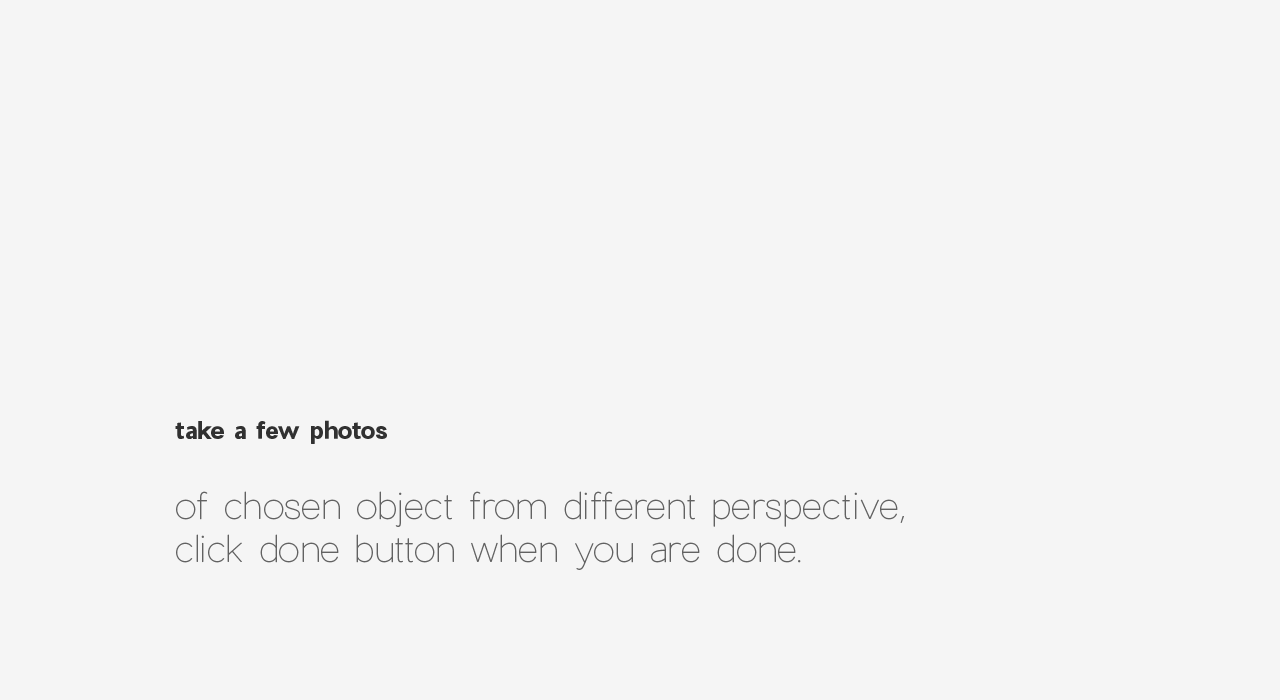 take a few photos
of chosen object from different perspective,
click done button when you are done.